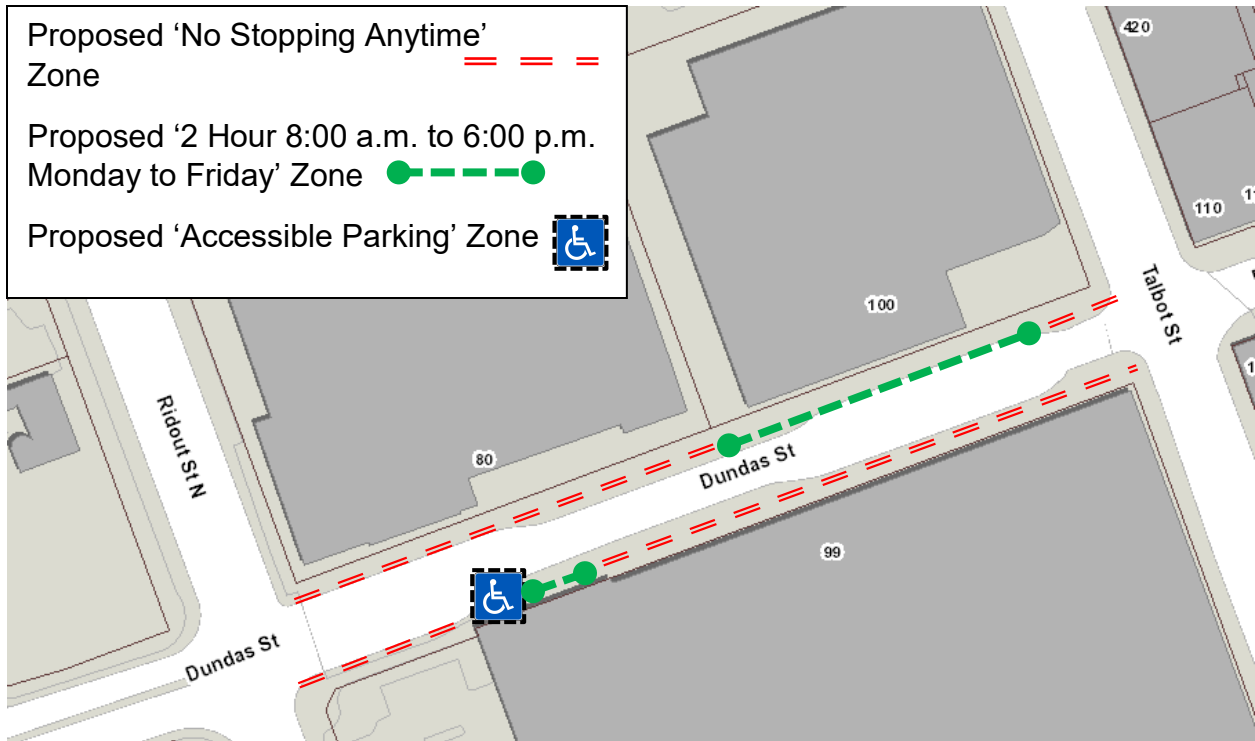 Proposed ‘No Stopping Anytime’
Zone
Proposed ‘2 Hour 8:00 a.m. to 6:00 p.m.
Monday to Friday’ Zone
Proposed ‘Accessible Parking’ Zone
420
110
100
Talbot St
Ridout St N
80
Dundas St
99
Dundas St